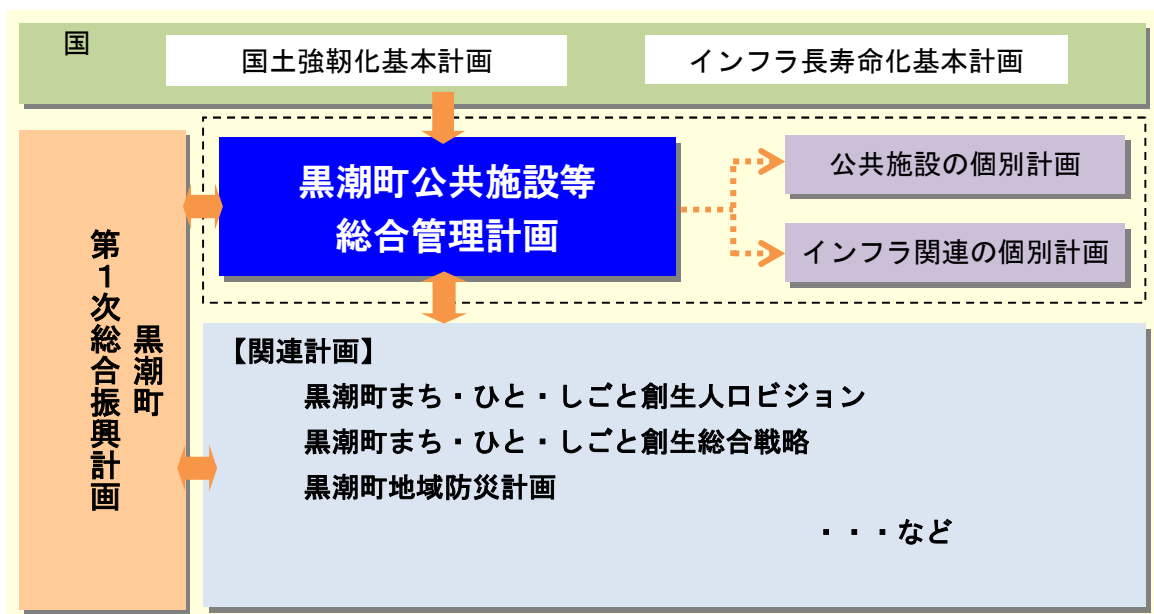 国
国土強靭化基本計画
インフラ長寿命化基本計画
黒潮町公共施設等
総合管理計画
公共施設の個別計画
インフラ関連の個別計画
黒潮町
第1次総合振興計画
【関連計画】
黒潮町まち・ひと・しごと創生人口ビジョン
黒潮町まち・ひと・しごと創生総合戦略
黒潮町地域防災計画
・・・など